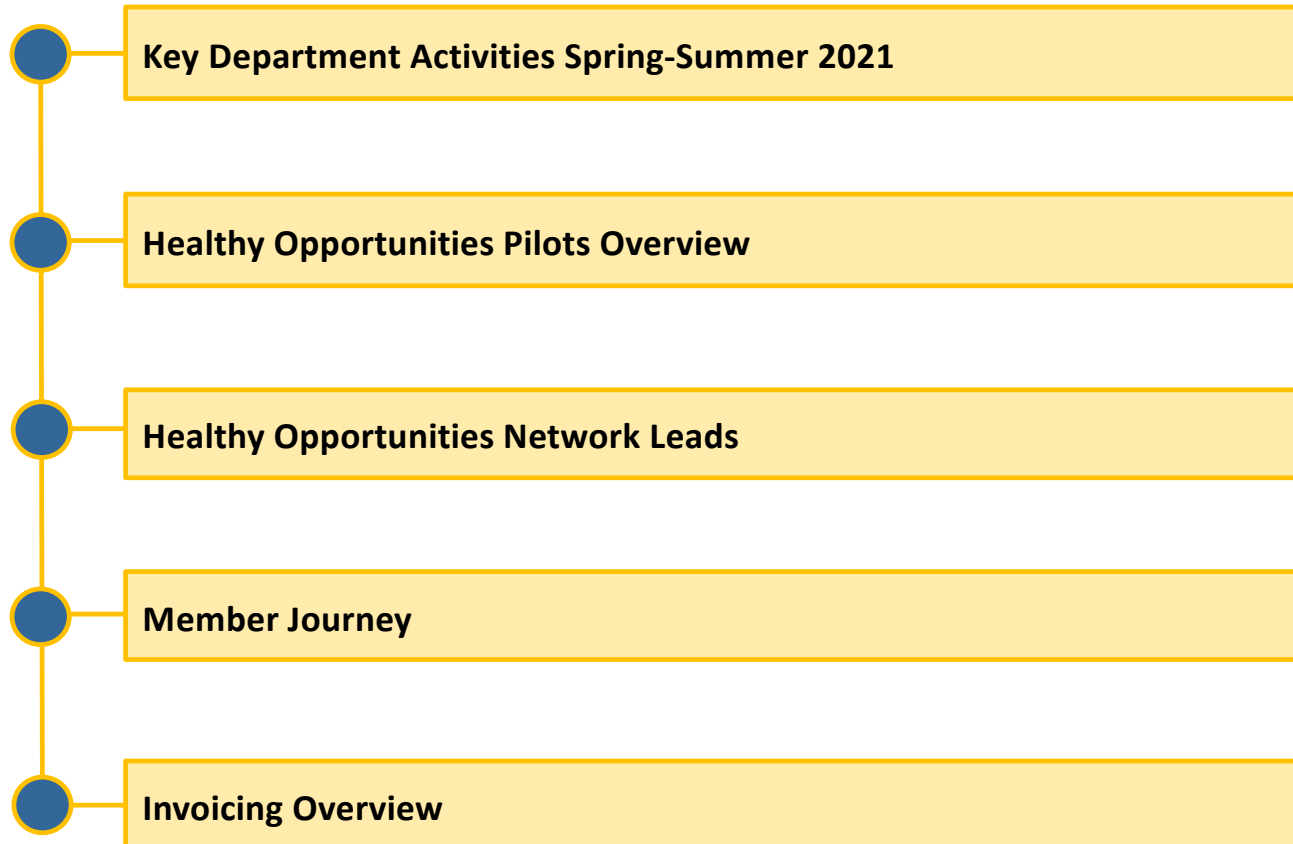 Key Department Activities Spring-Summer 2021
Healthy Opportunities Pilots Overview
Healthy Opportunities Network Leads
Member Journey
Invoicing Overview